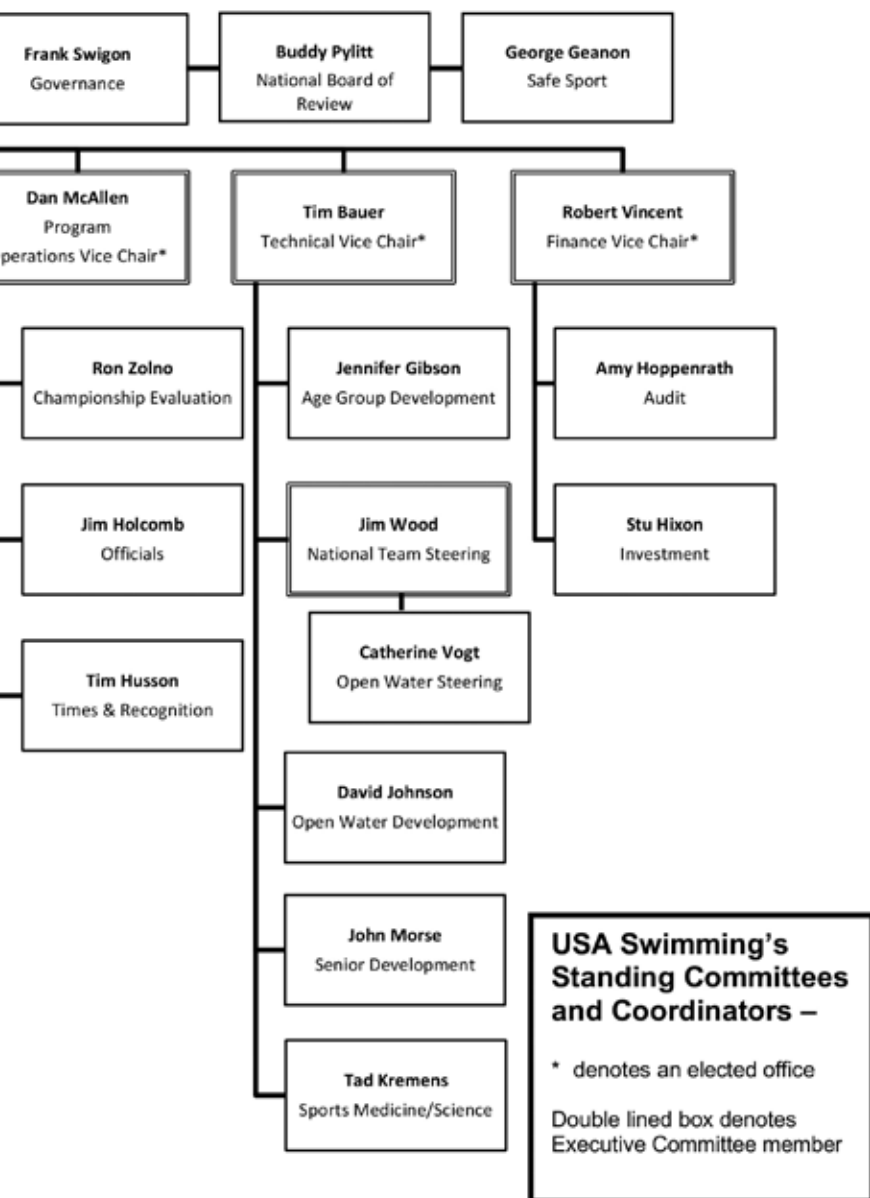 Frank Swigon
Governance
Buddy Pylitt
National Board of
Review
George Geanon
Safe Sport
Dan McAllen
Program
perations Vice Chair*
Tim Bauer
Technical Vice Chair*
Robert Vincent
Finance Vice Chair*
Ron Zolno
Championship Evaluation
Jennifer Gibson
Age Group Development
Amy Hoppenrath
Audit
Jim Holcomb
Officials
Jim Wood
National Team Steering
Stu Hixon
Investment
Catherine Vogt
Open Water Steering
Tim Husson
Times & Recognition
David Johnson
Open Water Development
John Morse
Senior Development
Tad Kremens
Sports Medicine/Science
USA Swimming’s
Standing Committees
and Coordinators –
* denotes an elected office
Double lined box denotes
Executive Committee member